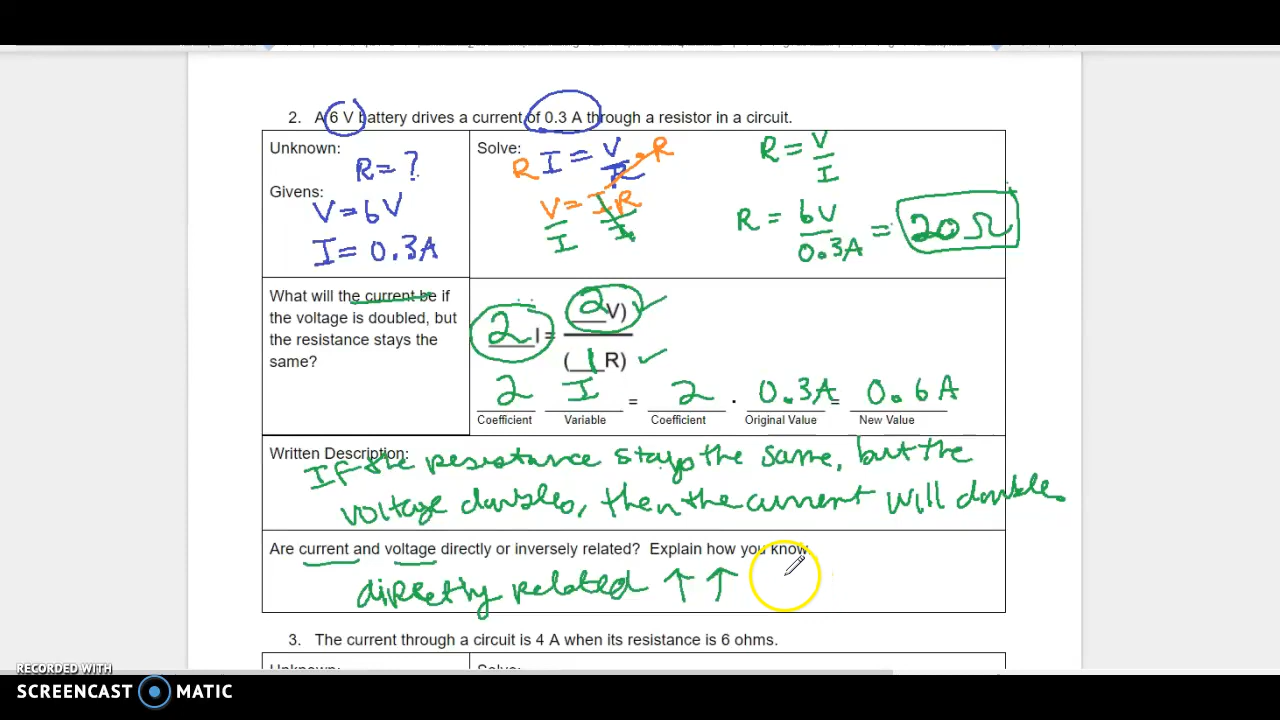 2. A 6 V battery drives a current of 0.3 A through a resistor in a circuit.
Unknown:
R = ?
Givens:
V = 6V
I = 0.3A
Solve:
R I = V/R · R
V/I = IR/I
R = V/I
R = 6V/0.3A = 20 Ω
What will the current be if
the voltage is doubled, but
the resistance stays the
same?
2 I = 2 V)
(1 R)
2 I = 2 · 0.3A = 0.6 A
Coefficient Variable Coefficient Original Value New Value
Written Description:
If the resistance stays the same, but the
voltage doubles, then the current will doubles
Are current and voltage directly or inversely related? Explain how you know.
directly related ↑ ↑
3. The current through a circuit is 4 A when its resistance is 6 ohms.
Unknown:
Solve:
RECORDED WITH
SCREENCAST MATIC